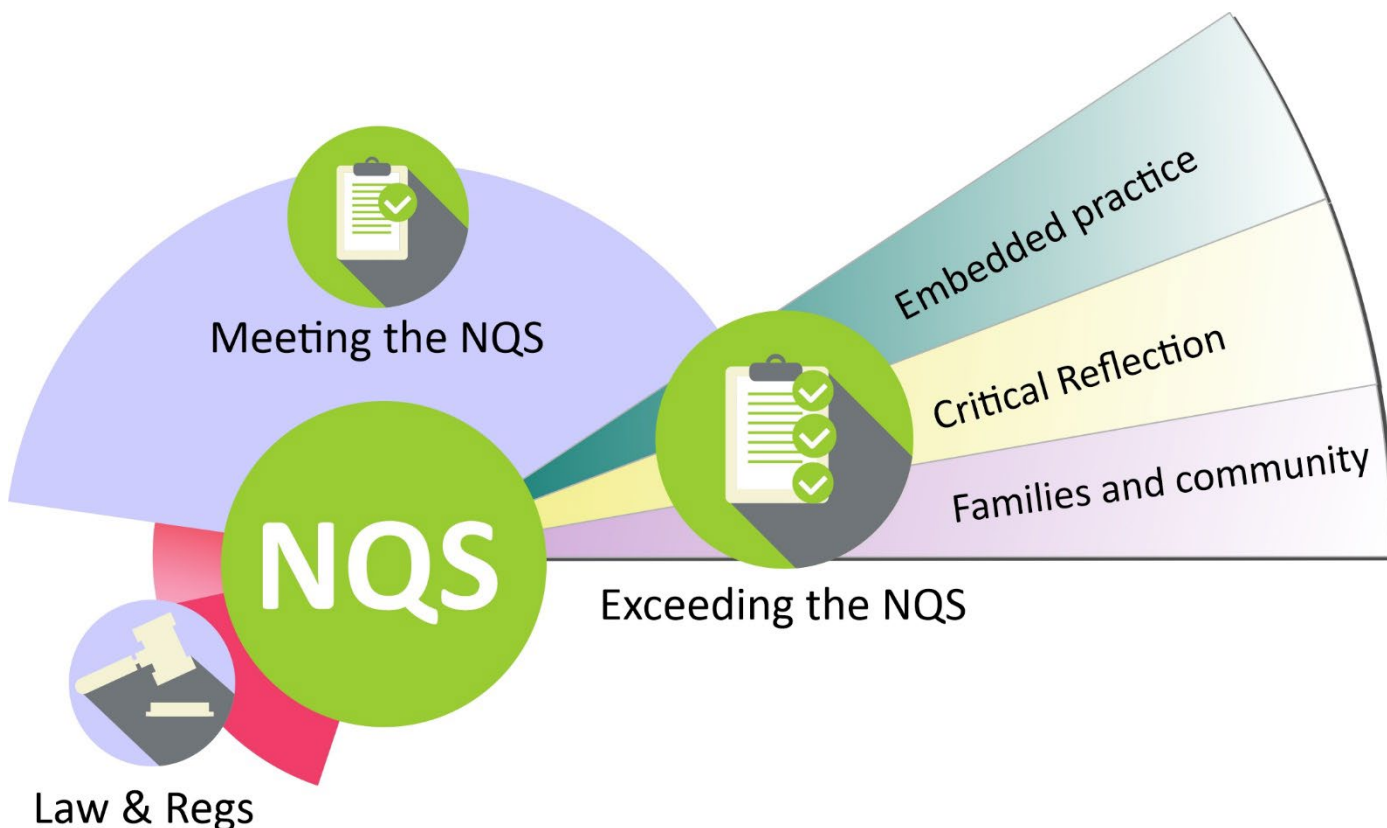 Meeting the NQS
NQS
Law & Regs
Embedded practice
Critical Reflection
Families and community
Exceeding the NQS